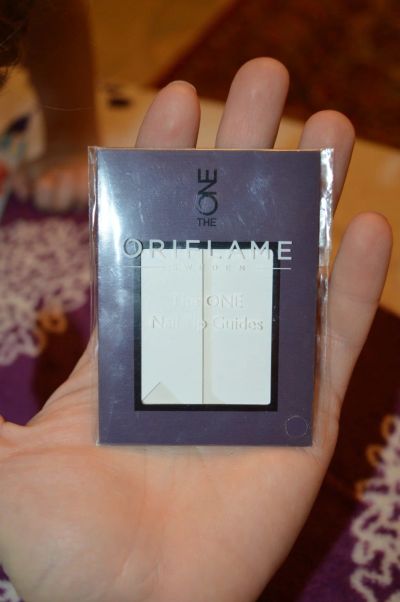 THE ONE
ORIFLAME
SWEDEN
The ONE
Nail Tip Guides